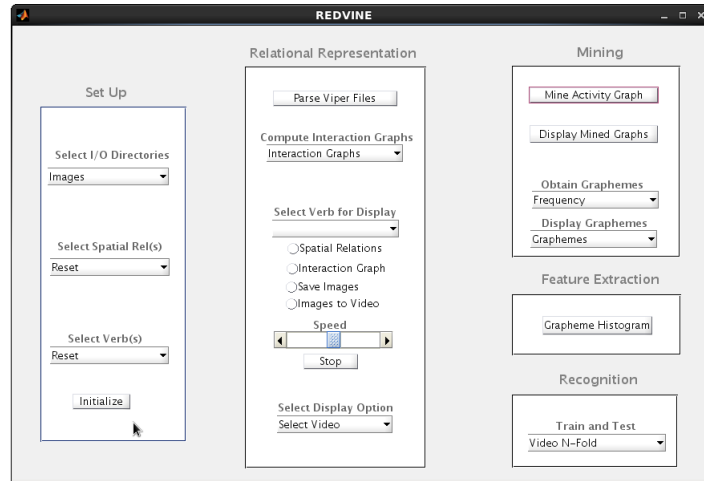 REDVINE
Set Up
Select I/O Directories
Images
Select Spatial Rel(s)
Reset
Select Verb(s)
Reset
Initialize
Relational Representation
Parse Viper Files
Compute Interaction Graphs
Interaction Graphs
Select Verb for Display
Spatial Relations
Interaction Graph
Save Images
Images to Video
Speed
Stop
Select Display Option
Select Video
Mining
Mine Activity Graph
Display Mined Graphs
Obtain Graphemes
Frequency
Display Graphemes
Graphemes
Feature Extraction
Grapheme Histogram
Recognition
Train and Test
Video N-Fold